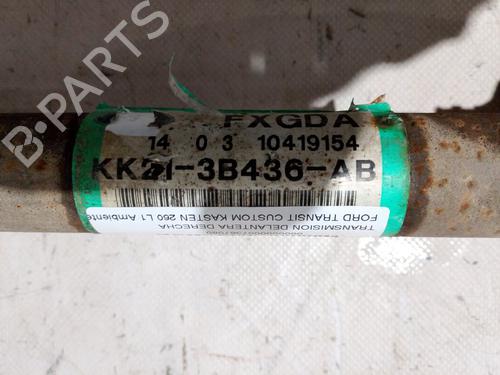 B-PARTS
FXGDA
14 0 3 10419154
KK21-3B436-AB
TRANSMISION DELANTERA DERECHA
FORD TRANSIT CUSTOM KASTEN 260 L1 Ambiente